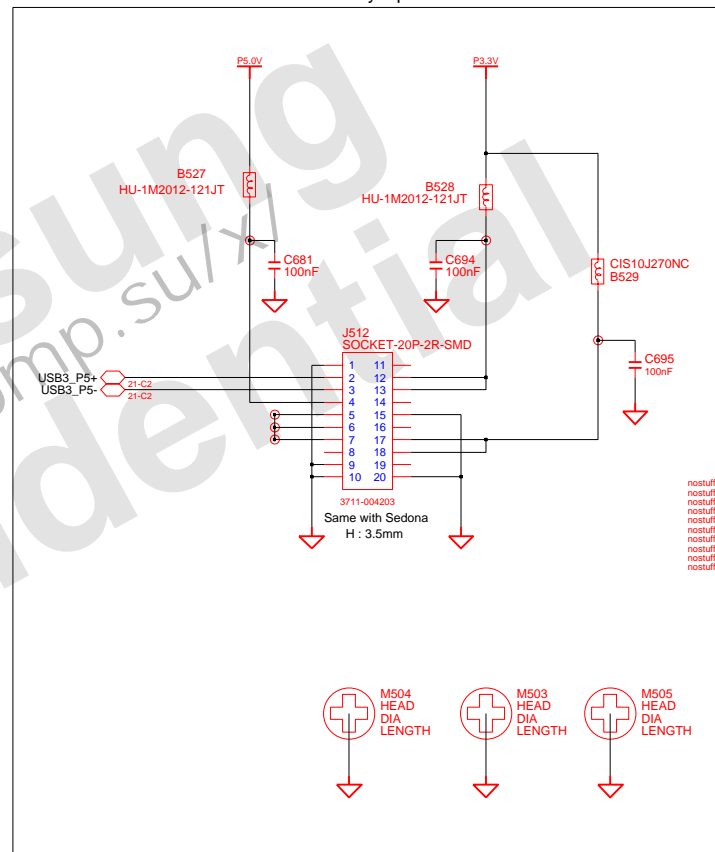 P5.0V
P3.3V
B527
HU-1M2012-121JT
B528
HU-1M2012-121JT
CIS10J270NC
B529
C681
100nF
C694
100nF
C695
100nF
J512
SOCKET-20P-2R-SMD
USB3_P5+
21-C2
USB3_P5-
21-C2
1 11
2 12
3 13
4 14
5 15
6 16
7 17
8 18
9 19
10 20
3711-004203
Same with Sedona
H : 3.5mm
nostuff
nostuff
nostuff
nostuff
nostuff
nostuff
nostuff
nostuff
nostuff
nostuff
M504
HEAD
DIA
LENGTH
M503
HEAD
DIA
LENGTH
M505
HEAD
DIA
LENGTH
sung
dential
omp.su/x/